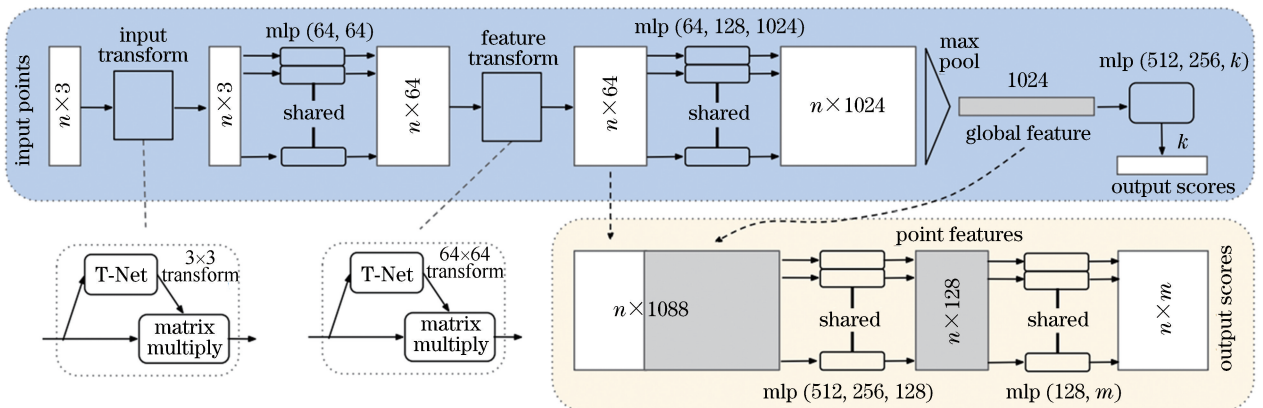 input points
n×3
input
transform
n×3
mlp (64, 64)
shared
n×64
feature
transform
n×64
mlp (64, 128, 1024)
shared
n×1024
max
pool
1024
global feature
mlp (512, 256, k)
k
output scores
T-Net
3×3
transform
matrix
multiply
T-Net
64×64
transform
matrix
multiply
n×1088
point features
shared
mlp (512, 256, 128)
n×128
shared
mlp (128, m)
n×m
output scores